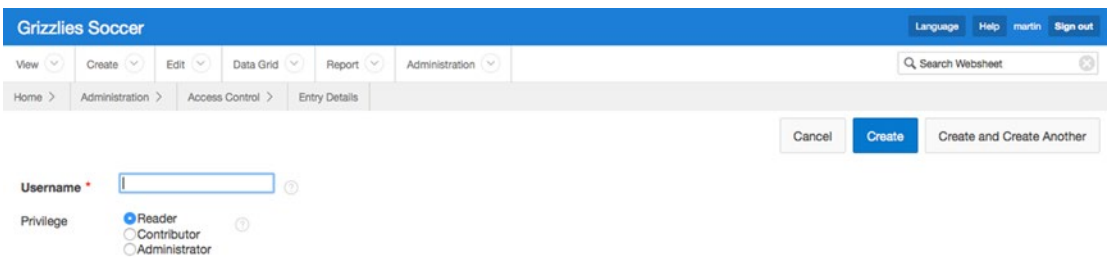 Grizzlies Soccer
Language Help martin Sign out
View Create Edit Data Grid Report Administration
Search Websheet
Home > Administration > Access Control > Entry Details
Cancel Create Create and Create Another
Username *
Privilege Reader
Contributor
Administrator